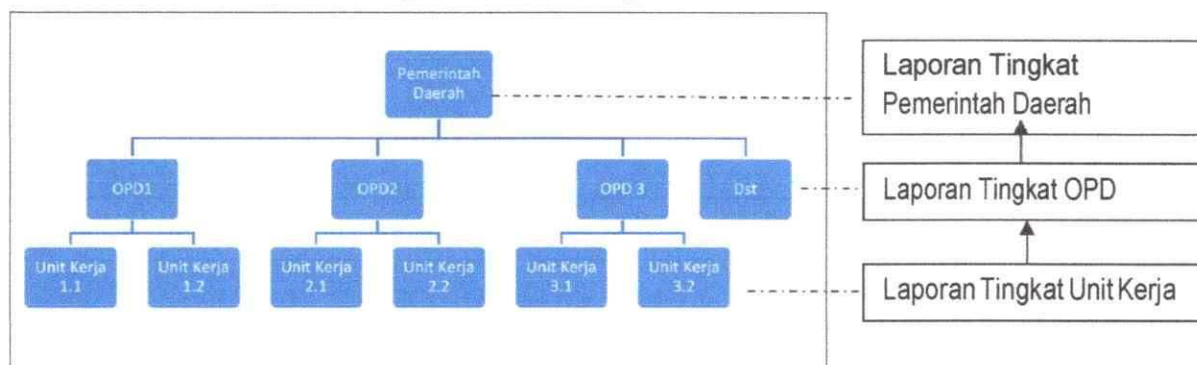 Pemerintah
Daerah
Laporan Tingkat
Pemerintah Daerah
OPD1
OPD2
OPD 3
Dst
Laporan Tingkat OPD
Unit Kerja
1.1
Unit Kerja
1.2
Unit Kerja
2.1
Unit Kerja
2.2
Unit Kerja
3.1
Unit Kerja
3.2
Laporan Tingkat Unit Kerja